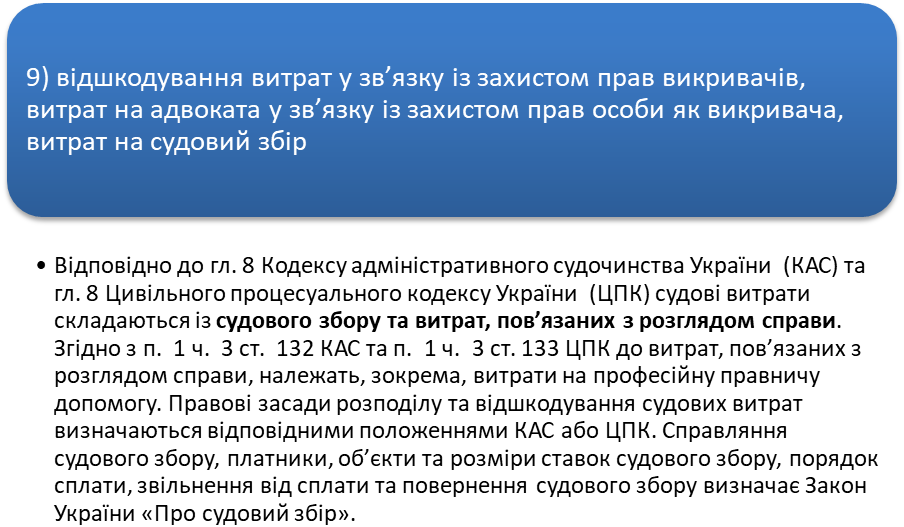 9) відшкодування витрат у зв’язку із захистом прав викривачів,
витрат на адвоката у зв’язку із захистом прав особи як викривача,
витрат на судовий збір
• Відповідно до гл. 8 Кодексу адміністративного судочинства України (КАС) та
гл. 8 Цивільного процесуального кодексу України (ЦПК) судові витрати
складаються із судового збору та витрат, пов’язаних з розглядом справи.
Згідно з п. 1 ч. 3 ст. 132 КАС та п. 1 ч. 3 ст. 133 ЦПК до витрат, пов’язаних з
розглядом справи, належать, зокрема, витрати на професійну правничу
допомогу. Правові засади розподілу та відшкодування судових витрат
визначаються відповідними положеннями КАС або ЦПК. Справляння
судового збору, платники, об’єкти та розміри ставок судового збору, порядок
сплати, звільнення від сплати та повернення судового збору визначає Закон
України «Про судовий збір».